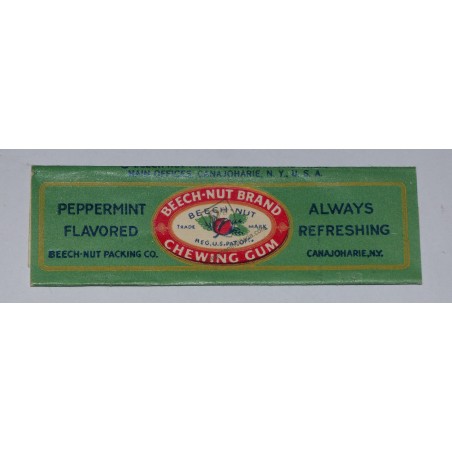 MAIN OFFICES, CANAJOHARIE, N. Y., U. S. A.
PEPPERMINT
FLAVORED
BEECH-NUT PACKING CO.
BEECH-NUT BRAND
BEECH-NUT
TRADE MARK
REG. U.S. PAT. OFF.
CHEWING GUM
ALWAYS
REFRESHING
CANAJOHARIE, N.Y.